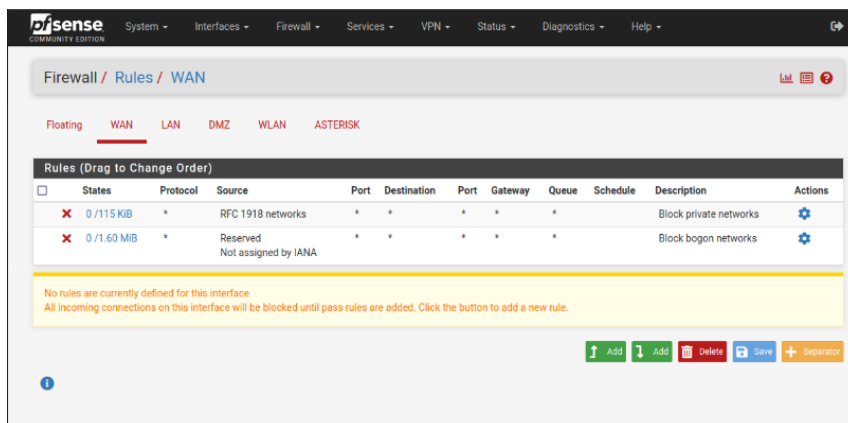 pfsense
COMMUNITY EDITION
System Interfaces Firewall Services VPN Status Diagnostics Help
Firewall / Rules / WAN
Floating WAN LAN DMZ WLAN ASTERISK
Rules (Drag to Change Order)
States Protocol Source Port Destination Port Gateway Queue Schedule Description Actions
0 /115 KiB * RFC 1918 networks * * * * * Block private networks
0 /1.60 MiB * Reserved * * * * * Block bogon networks
Not assigned by IANA
No rules are currently defined for this interface
All incoming connections on this interface will be blocked until pass rules are added. Click the button to add a new rule.
Add Add Delete Save Separator